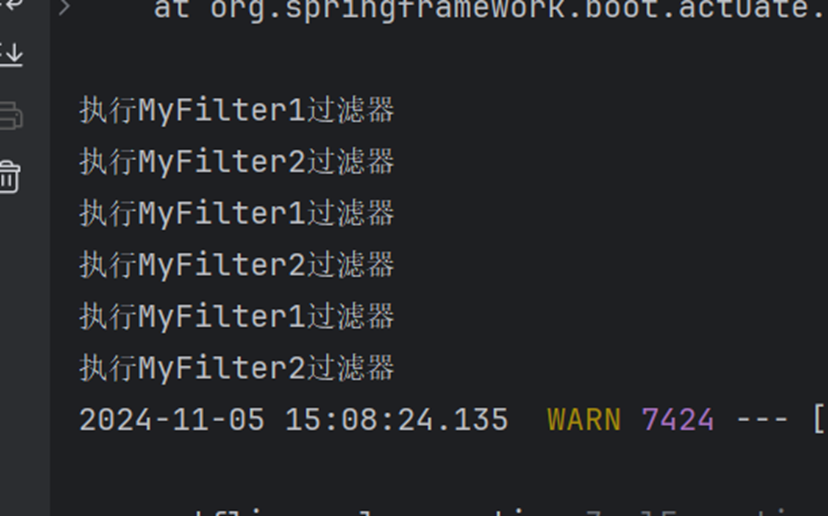 at org.springframework.boot.actuate.
执行MyFilter1过滤器
执行MyFilter2过滤器
执行MyFilter1过滤器
执行MyFilter2过滤器
执行MyFilter1过滤器
执行MyFilter2过滤器
2024-11-05 15:08:24.135 WARN 7424 --- [